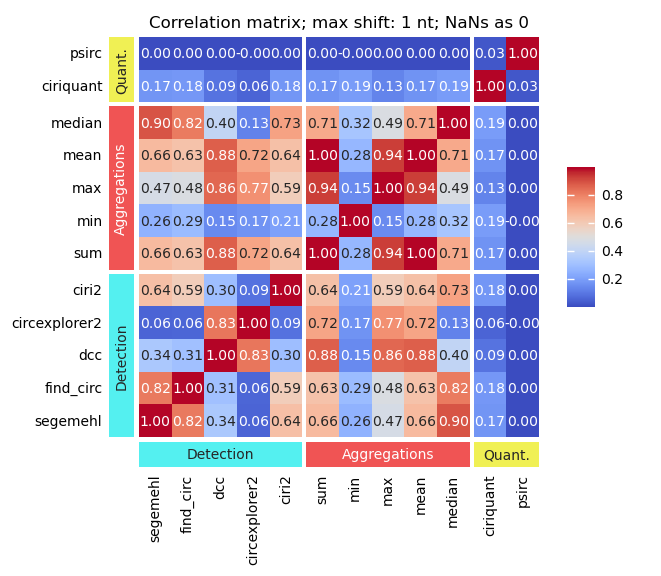 Correlation matrix; max shift: 1 nt; NaNs as 0
Quant.
psirc 0.00 0.00 0.00 -0.00 0.00 0.00 -0.00 0.00 0.00 0.00 0.03 1.00
ciriquant 0.17 0.18 0.09 0.06 0.18 0.17 0.19 0.13 0.17 0.19 1.00 0.03
Aggregations
median 0.90 0.82 0.40 0.13 0.73 0.71 0.32 0.49 0.71 1.00 0.19 0.00
mean 0.66 0.63 0.88 0.72 0.64 1.00 0.28 0.94 1.00 0.71 0.17 0.00
max 0.47 0.48 0.86 0.77 0.59 0.94 0.15 1.00 0.94 0.49 0.13 0.00
min 0.26 0.29 0.15 0.17 0.21 0.28 1.00 0.15 0.28 0.32 0.19 -0.00
sum 0.66 0.63 0.88 0.72 0.64 1.00 0.28 0.94 1.00 0.71 0.17 0.00
Detection
ciri2 0.64 0.59 0.30 0.09 1.00 0.64 0.21 0.59 0.64 0.73 0.18 0.00
circexplorer2 0.06 0.06 0.83 1.00 0.09 0.72 0.17 0.77 0.72 0.13 0.06 -0.00
dcc 0.34 0.31 1.00 0.83 0.30 0.88 0.15 0.86 0.88 0.40 0.09 0.00
find_circ 0.82 1.00 0.31 0.06 0.59 0.63 0.29 0.48 0.63 0.82 0.18 0.00
segemehl 1.00 0.82 0.34 0.06 0.64 0.66 0.26 0.47 0.66 0.90 0.17 0.00
Detection Aggregations Quant.
segemehl find_circ dcc circexplorer2 ciri2 sum min max mean median ciriquant psirc
0.8
0.6
0.4
0.2